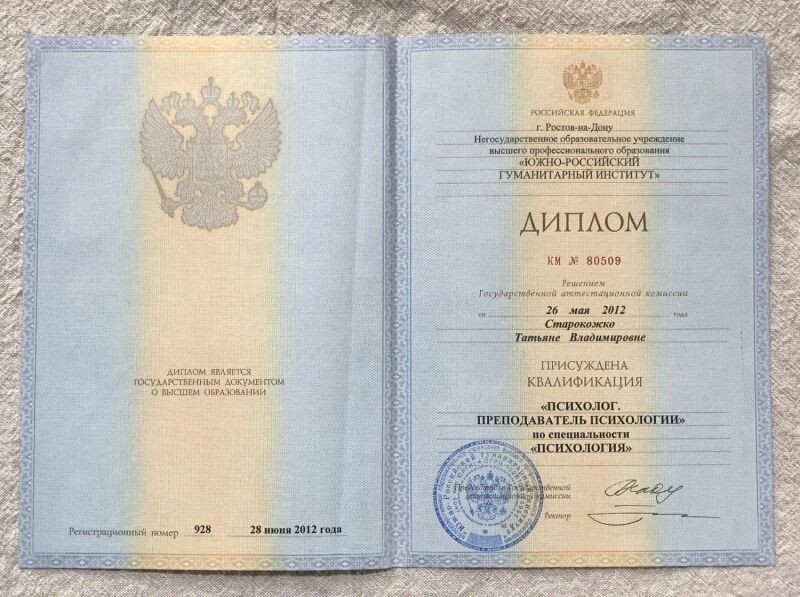 ДИПЛОМ ЯВЛЯЕТСЯ
ГОСУДАРСТВЕННЫМ ДОКУМЕНТОМ
О ВЫСШЕМ ОБРАЗОВАНИИ
Регистрационный номер 928 28 июня 2012 года
РОССИЙСКАЯ ФЕДЕРАЦИЯ
г. Ростов-на-Дону
Негосударственное образовательное учреждение
высшего профессионального образования
«ЮЖНО-РОССИЙСКИЙ
ГУМАНИТАРНЫЙ ИНСТИТУТ»
ДИПЛОМ
КМ № 80509
Решением
Государственной аттестационной комиссии
от 26 мая 2012 года
Старокожко
Татьяне Владимировне
ПРИСУЖДЕНА
КВАЛИФИКАЦИЯ
«ПСИХОЛОГ.
ПРЕПОДАВАТЕЛЬ ПСИХОЛОГИИ»
по специальности
«ПСИХОЛОГИЯ»
Председатель Государственной
аттестационной комиссии
Ректор